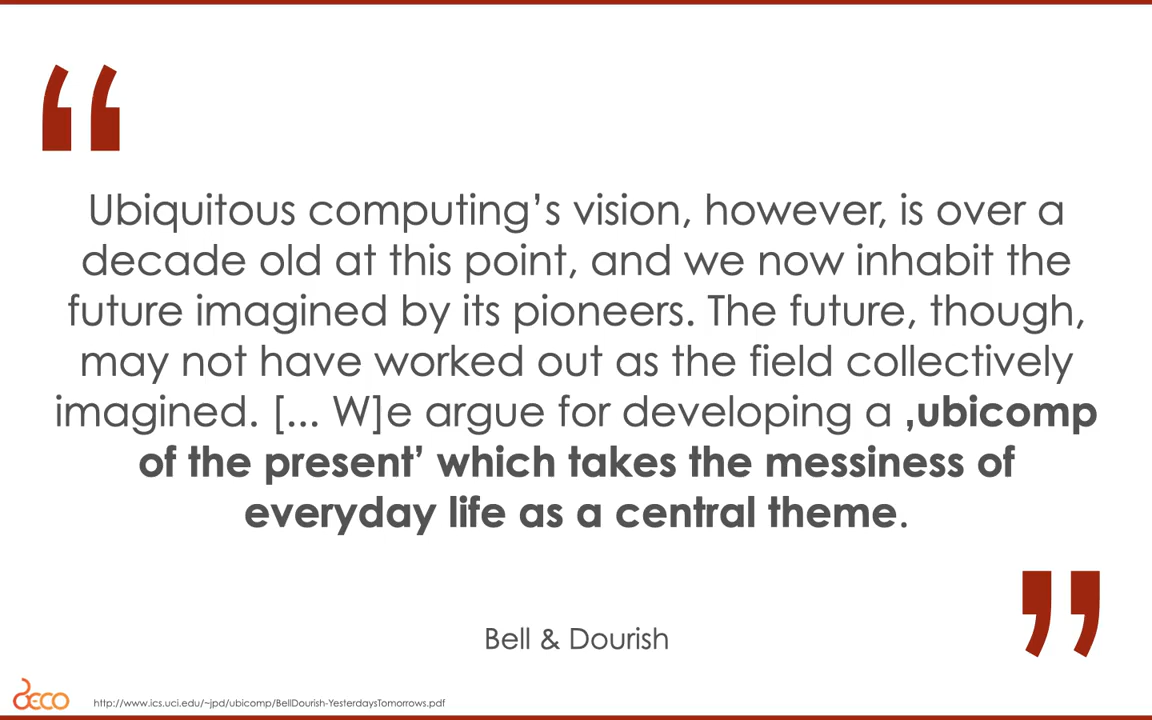 “
Ubiquitous computing’s vision, however, is over a
decade old at this point, and we now inhabit the
future imagined by its pioneers. The future, though,
may not have worked out as the field collectively
imagined. [... W]e argue for developing a ‚ubicomp
of the present’ which takes the messiness of
everyday life as a central theme.
”
Bell & Dourish
DECO
http://www.ics.uci.edu/~jpd/ubicomp/BellDourish-YesterdaysTomorrows.pdf